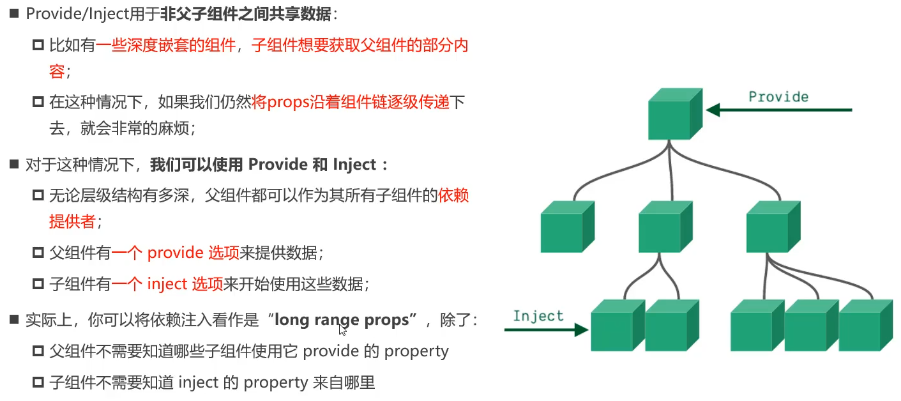 Provide/Inject用于非父子组件之间共享数据：
比如有一些深度嵌套的组件，子组件想要获取父组件的部分内
容；
在这种情况下，如果我们仍然将props沿着组件链逐级传递下
去，就会非常的麻烦；
对于这种情况下，我们可以使用 Provide 和 Inject ：
无论层级结构有多深，父组件都可以作为其所有子组件的依赖
提供者；
父组件有一个 provide 选项来提供数据；
子组件有一个 inject 选项来开始使用这些数据；
实际上，你可以将依赖注入看作是“long range props”，除了：
父组件不需要知道哪些子组件使用它 provide 的 property
子组件不需要知道 inject 的 property 来自哪里
Provide
Inject